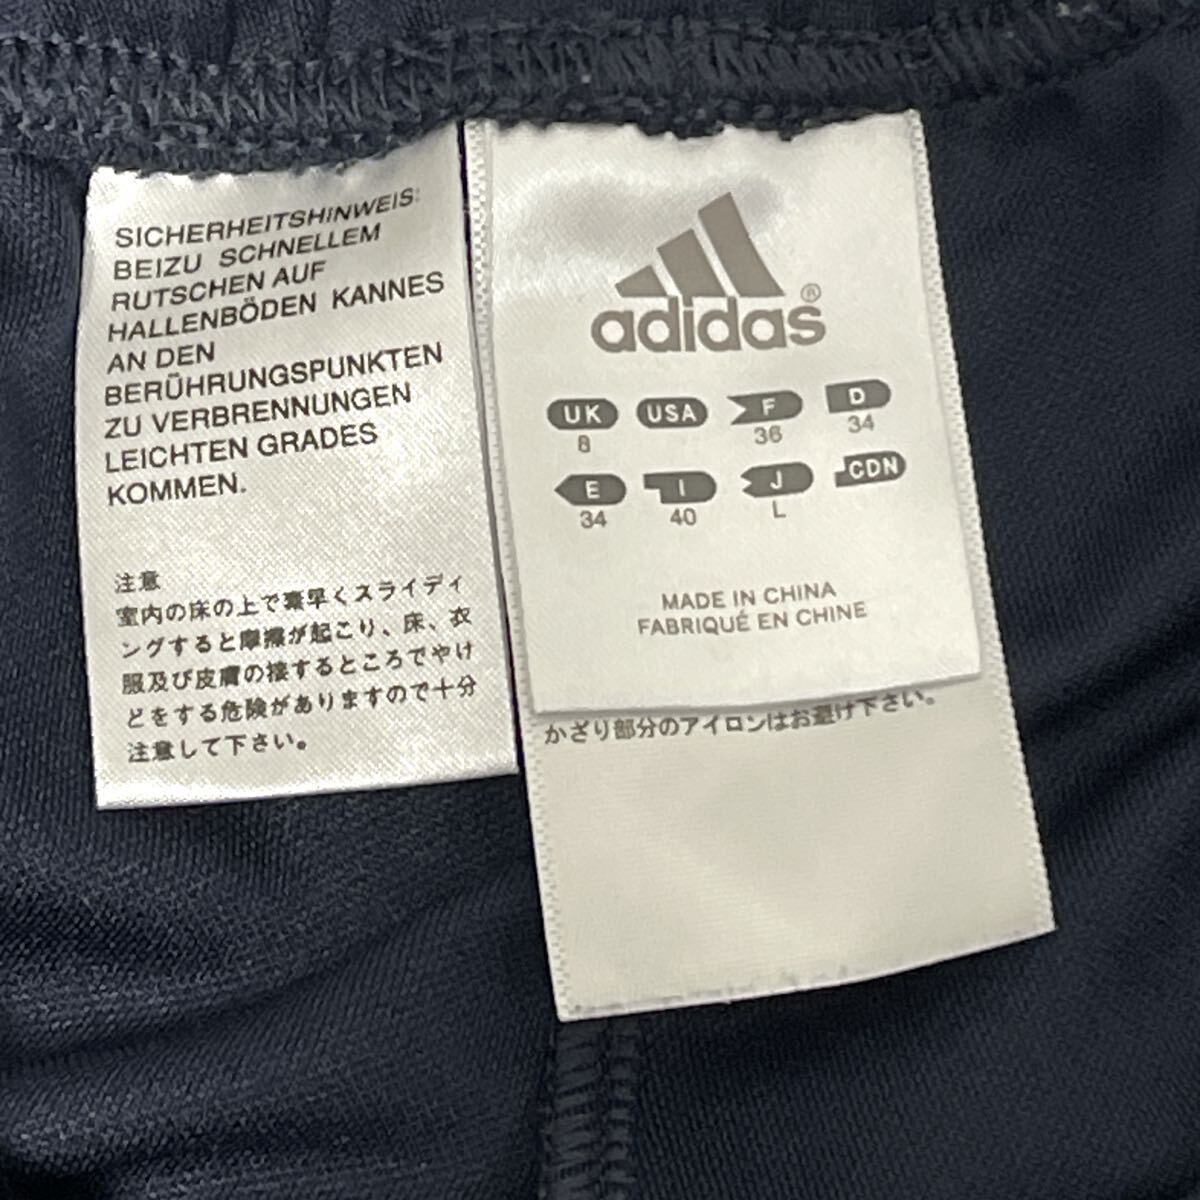 SICHERHEITSHINWEIS:
BEIZU SCHNELLEM
RUTSCHEN AUF
HALLENBÖDEN KANNES
AN DEN
BERÜHRUNGSPUNKTEN
ZU VERBRENNUNGEN
LEICHTEN GRADES
KOMMEN.
注意
室内の床の上で素早くスライディ
ングすると摩擦が起こり、床、衣
服及び皮膚の接するところでやけ
どをする危険がありますので十分
注意して下さい。
adidas®
UK USA F D
8 36 34
E I J CDN
34 40 L
MADE IN CHINA
FABRIQUÉ EN CHINE
かざり部分のアイロンはお避け下さい。